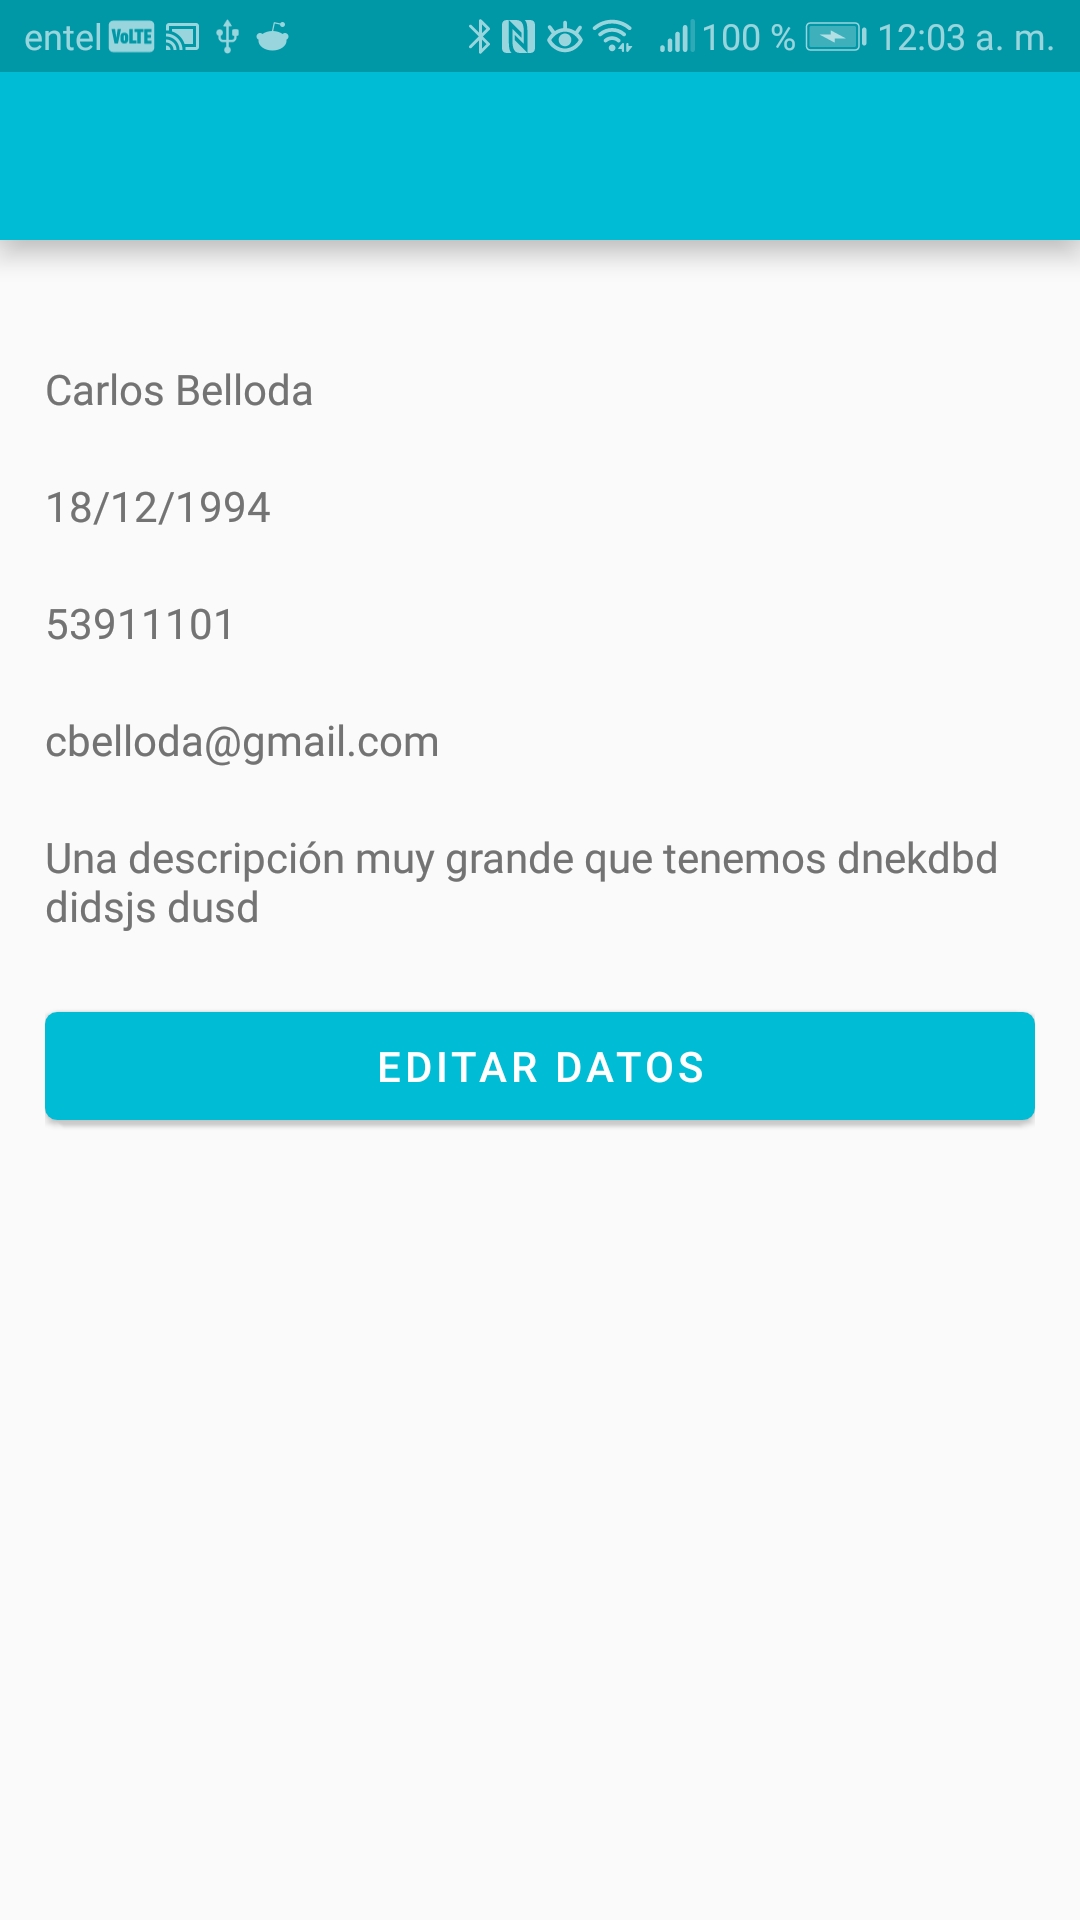 entel VoLTE 100 % 12:03 a. m.
Carlos Belloda
18/12/1994
53911101
cbelloda@gmail.com
Una descripción muy grande que tenemos dnekdbd
didsjs dusd
EDITAR DATOS